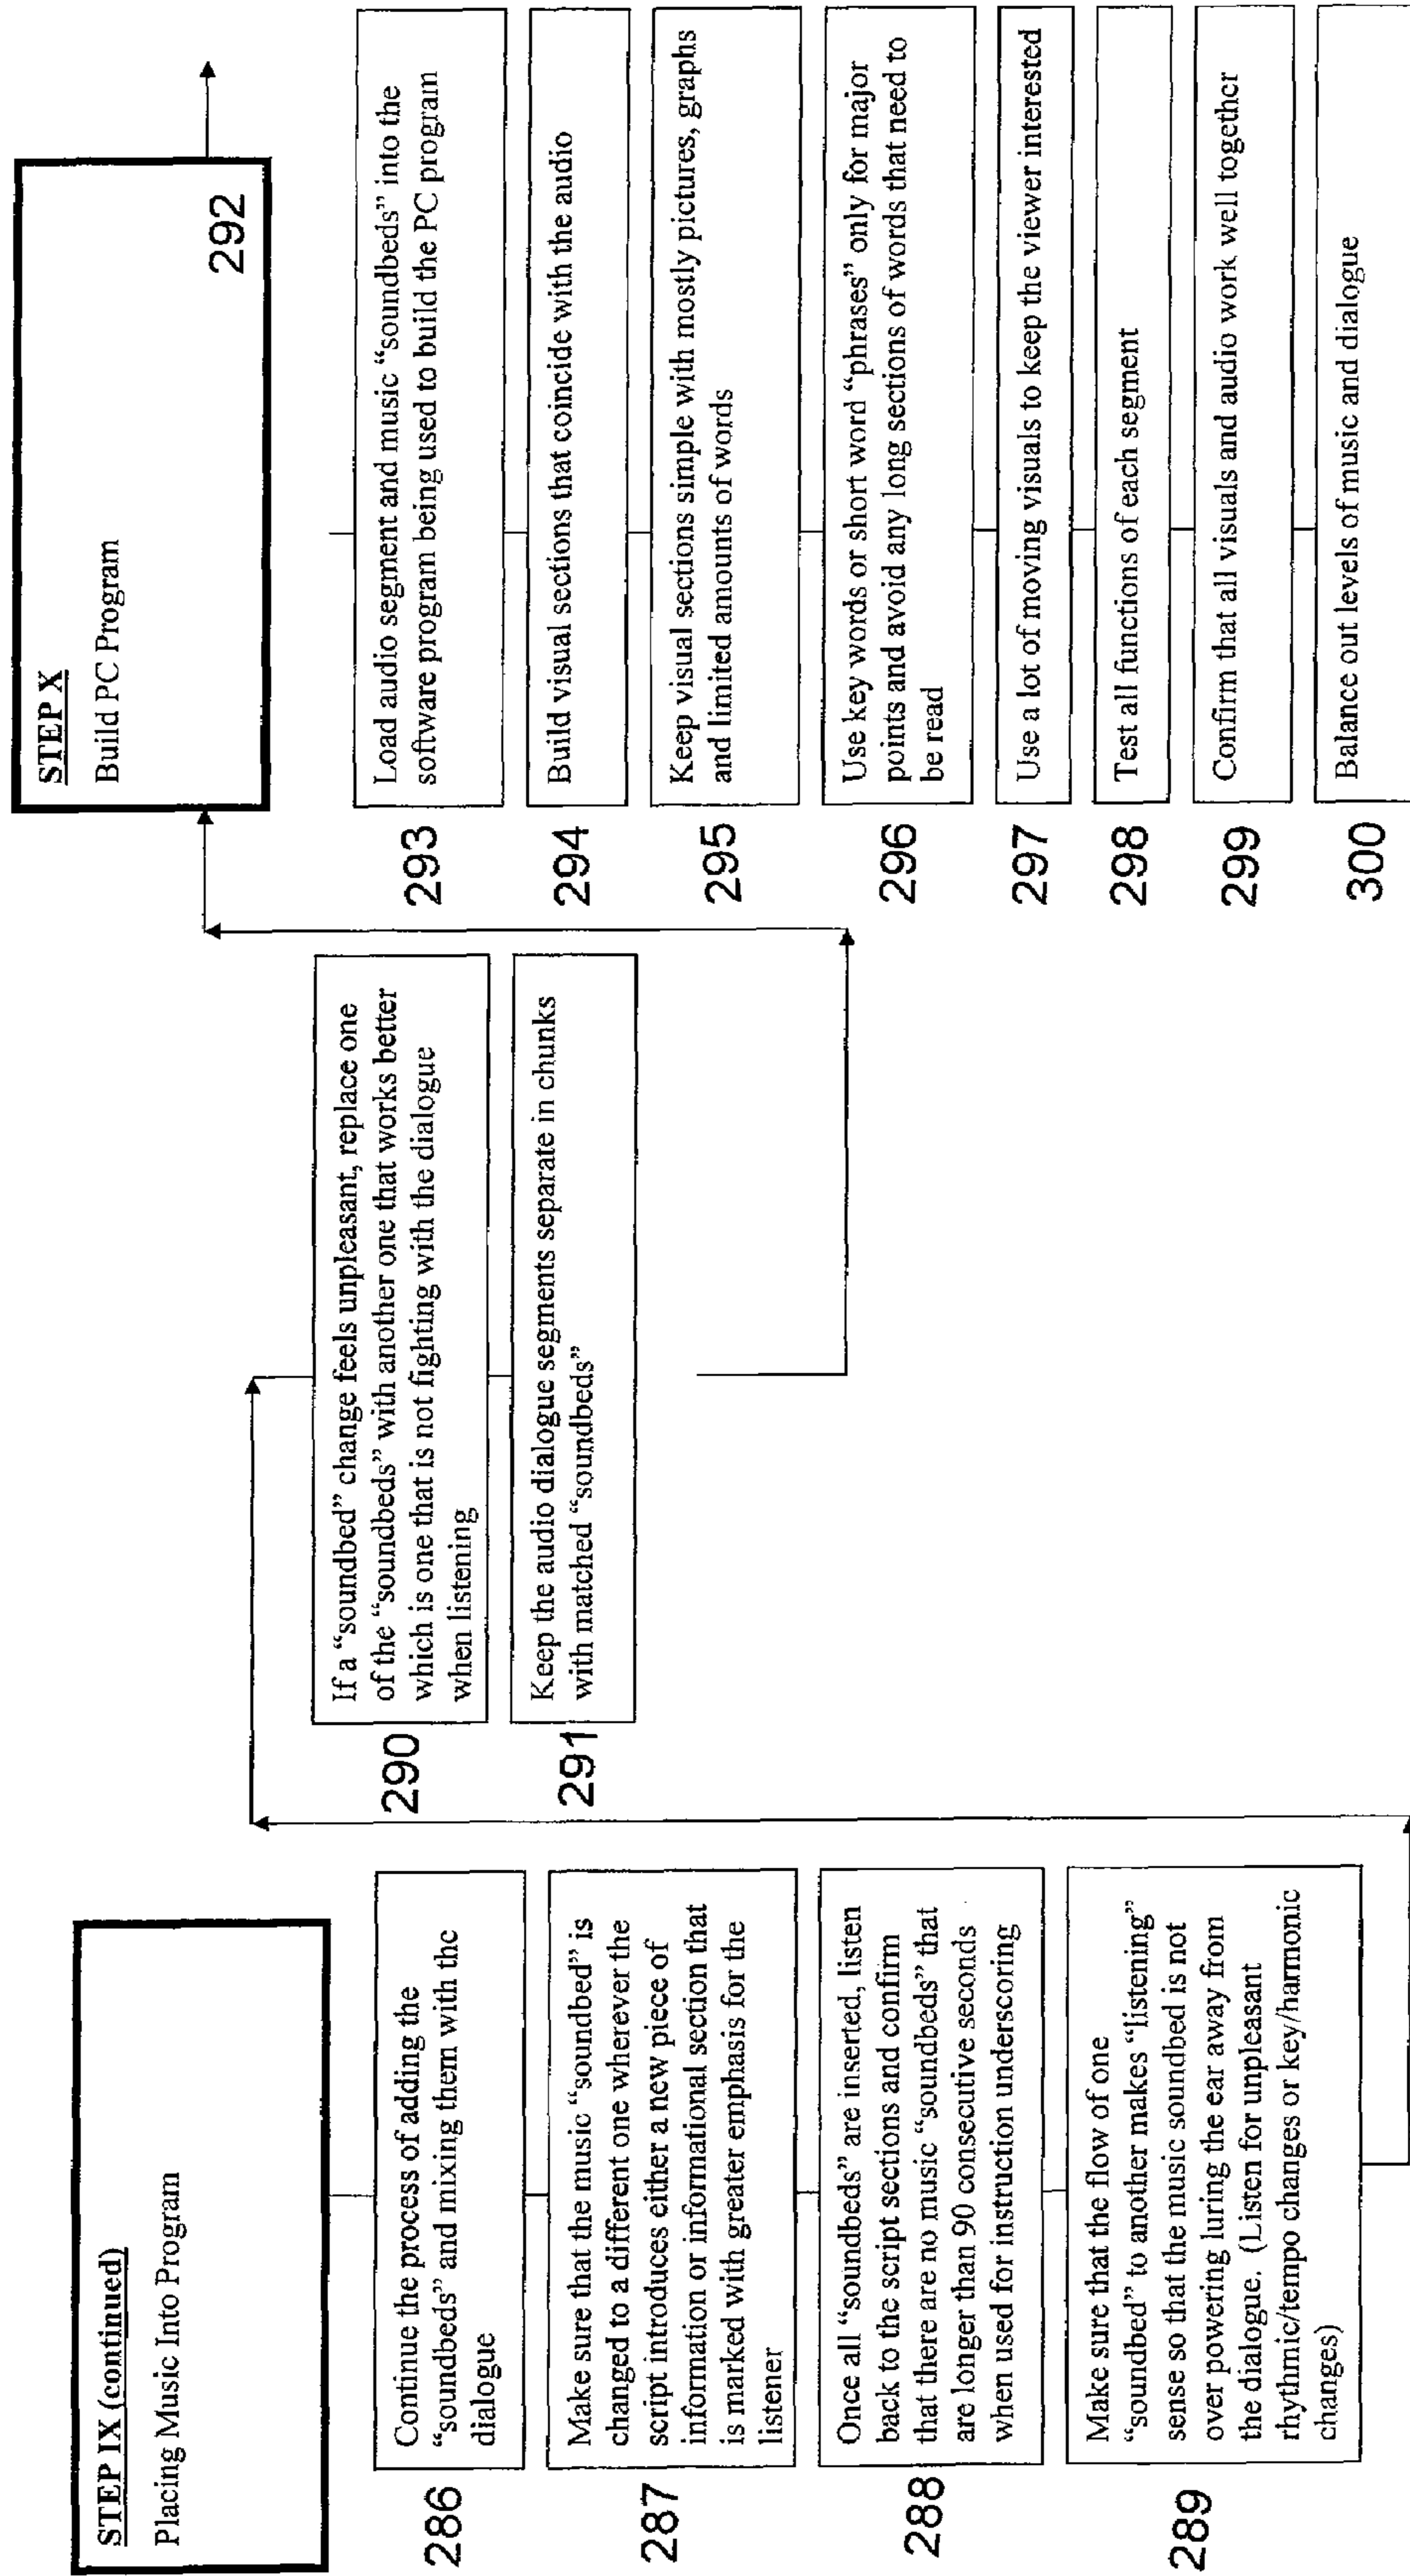 STEP IX (continued)
Placing Music Into Program
286
Continue the process of adding the
“soundbeds” and mixing them with the
dialogue
287
Make sure that the music “soundbed” is
changed to a different one wherever the
script introduces either a new piece of
information or informational section that
is marked with greater emphasis for the
listener
288
Once all “soundbeds” are inserted, listen
back to the script sections and confirm
that there are no music “soundbeds” that
are longer than 90 consecutive seconds
when used for instruction underscoring
289
Make sure that the flow of one
“soundbed” to another makes “listening”
sense so that the music soundbed is not
over powering luring the ear away from
the dialogue. (Listen for unpleasant
rhythmic/tempo changes or key/harmonic
changes)
290
If a “soundbed” change feels unpleasant, replace one
of the “soundbeds” with another one that works better
which is one that is not fighting with the dialogue
when listening
291
Keep the audio dialogue segments separate in chunks
with matched “soundbeds”
STEP X
Build PC Program
292
293
Load audio segment and music “soundbeds” into the
software program being used to build the PC program
294
Build visual sections that coincide with the audio
295
Keep visual sections simple with mostly pictures, graphs
and limited amounts of words
296
Use key words or short word “phrases” only for major
points and avoid any long sections of words that need to
be read
297
Use a lot of moving visuals to keep the viewer interested
298
Test all functions of each segment
299
Confirm that all visuals and audio work well together
300
Balance out levels of music and dialogue